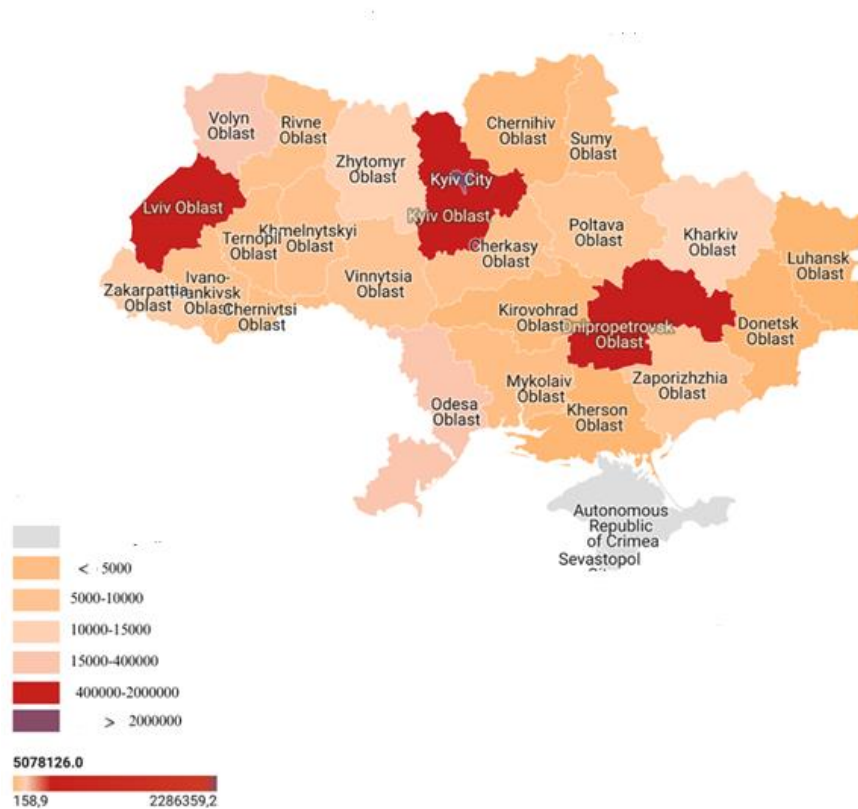 Volyn
Oblast
Rivne
Oblast
Zhytomyr
Oblast
Chernihiv
Oblast
Sumy
Oblast
Kyiv City
Kyiv Oblast
Lviv Oblast
Ternopil
Oblast
Khmelnytskyi
Oblast
Vinnytsia
Oblast
Cherkasy
Oblast
Poltava
Oblast
Kharkiv
Oblast
Luhansk
Oblast
Zakarpattia
Oblast
Ivano-
Frankivsk
Oblast
Chernivtsi
Oblast
Kirovohrad
Oblast
Dnipropetrovsk
Oblast
Donetsk
Oblast
Odesa
Oblast
Mykolaiv
Oblast
Kherson
Oblast
Zaporizhzhia
Oblast
Autonomous
Republic
of Crimea
Sevastopol
< 5000
5000-10000
10000-15000
15000-400000
400000-2000000
> 2000000
5078126.0
158,9 2286359,2